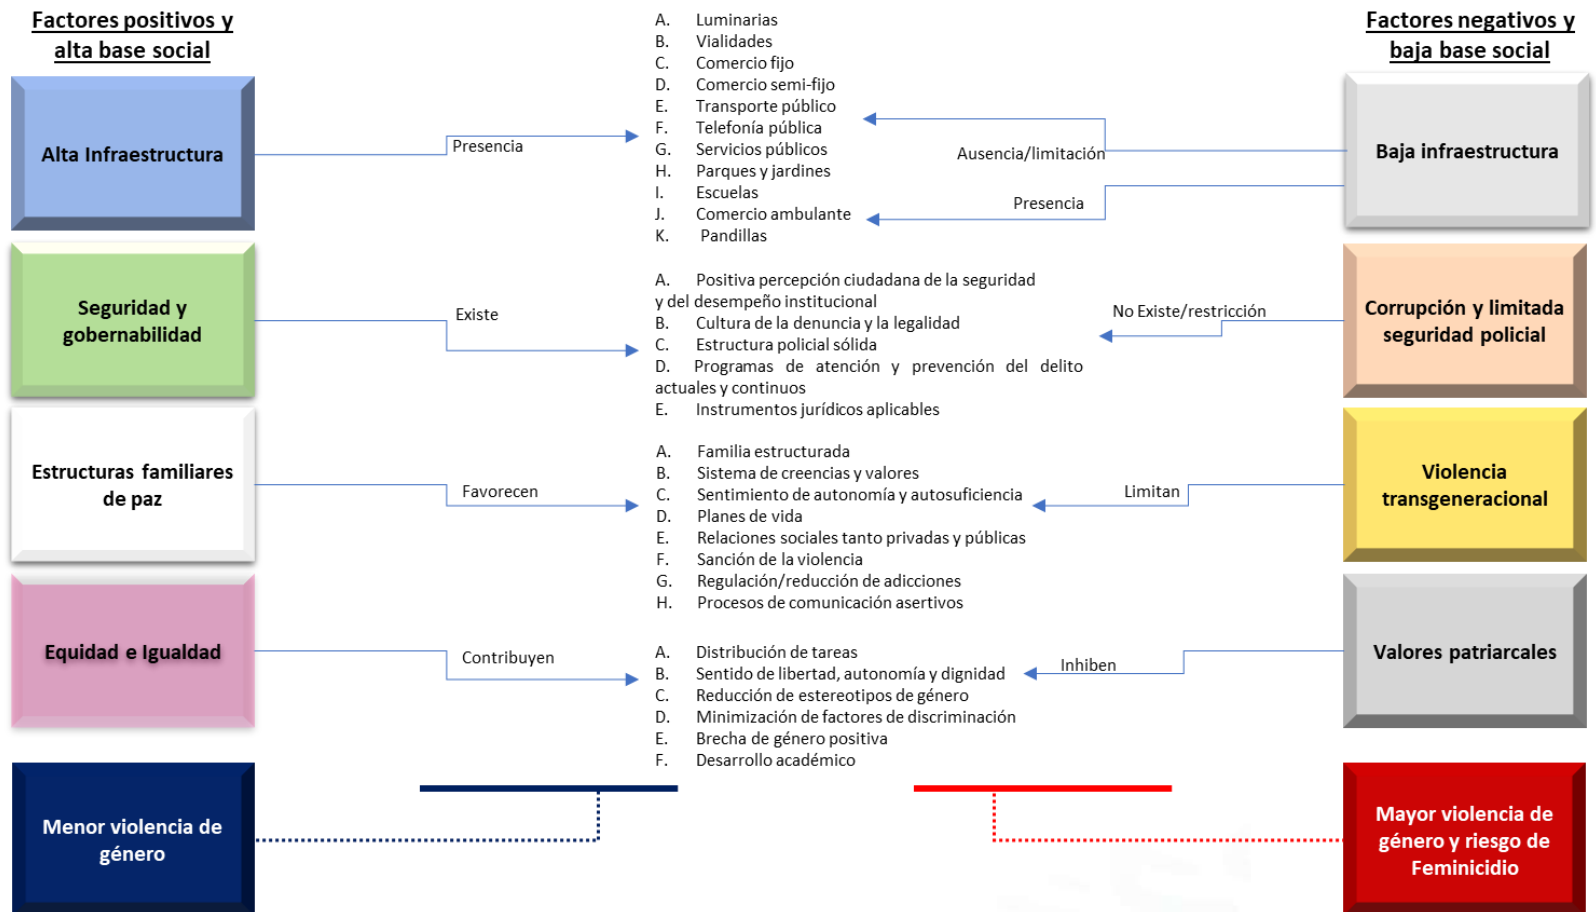 Factores positivos y
alta base social
Alta Infraestructura
Seguridad y
gobernabilidad
Estructuras familiares
de paz
Equidad e Igualdad
Menor violencia de
género
Presencia
Existe
Favorecen
Contribuyen
A. Luminarias
B. Vialidades
C. Comercio fijo
D. Comercio semi-fijo
E. Transporte público
F. Telefonía pública
G. Servicios públicos
H. Parques y jardines
I. Escuelas
J. Comercio ambulante
K. Pandillas
A. Positiva percepción ciudadana de la seguridad
y del desempeño institucional
B. Cultura de la denuncia y la legalidad
C. Estructura policial sólida
D. Programas de atención y prevención del delito
actuales y continuos
E. Instrumentos jurídicos aplicables
A. Familia estructurada
B. Sistema de creencias y valores
C. Sentimiento de autonomía y autosuficiencia
D. Planes de vida
E. Relaciones sociales tanto privadas y públicas
F. Sanción de la violencia
G. Regulación/reducción de adicciones
H. Procesos de comunicación asertivos
A. Distribución de tareas
B. Sentido de libertad, autonomía y dignidad
C. Reducción de estereotipos de género
D. Minimización de factores de discriminación
E. Brecha de género positiva
F. Desarrollo académico
Ausencia/limitación
Presencia
No Existe/restricción
Limitan
Inhiben
Factores negativos y
baja base social
Baja infraestructura
Corrupción y limitada
seguridad policial
Violencia
transgeneracional
Valores patriarcales
Mayor violencia de
género y riesgo de
Feminicidio